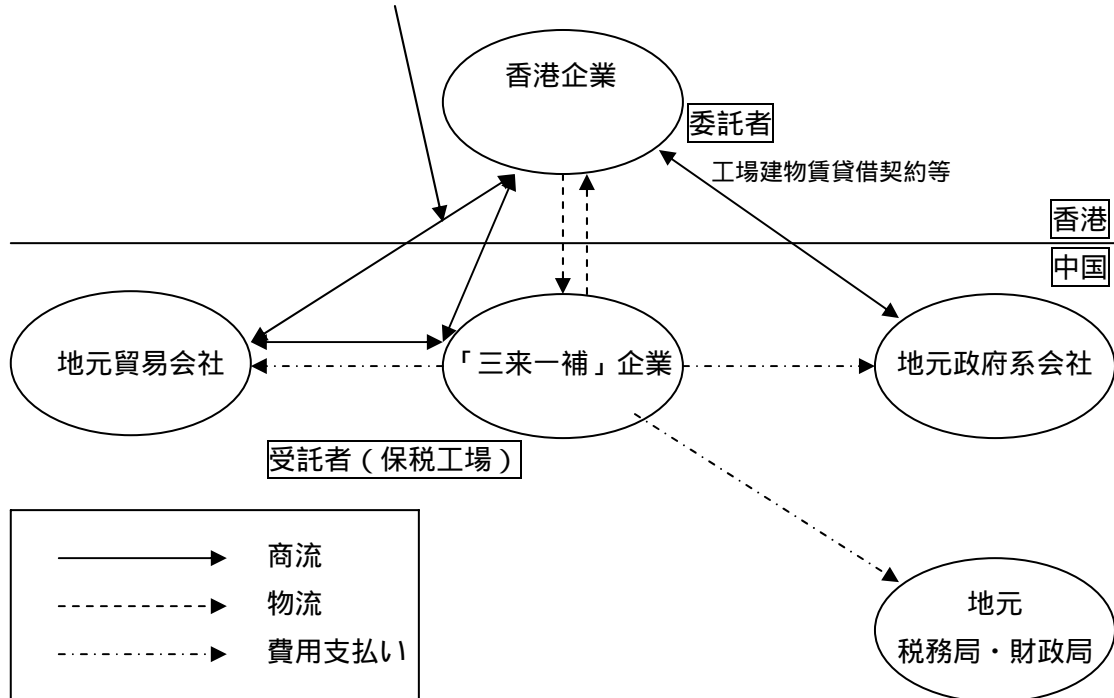 香港企業
委託者
工場建物賃貸借契約等
香港
中国
地元貿易会社
「三来一補」企業
地元政府系会社
受託者(保税工場)
商流
物流
費用支払い
地元
税務局・財政局